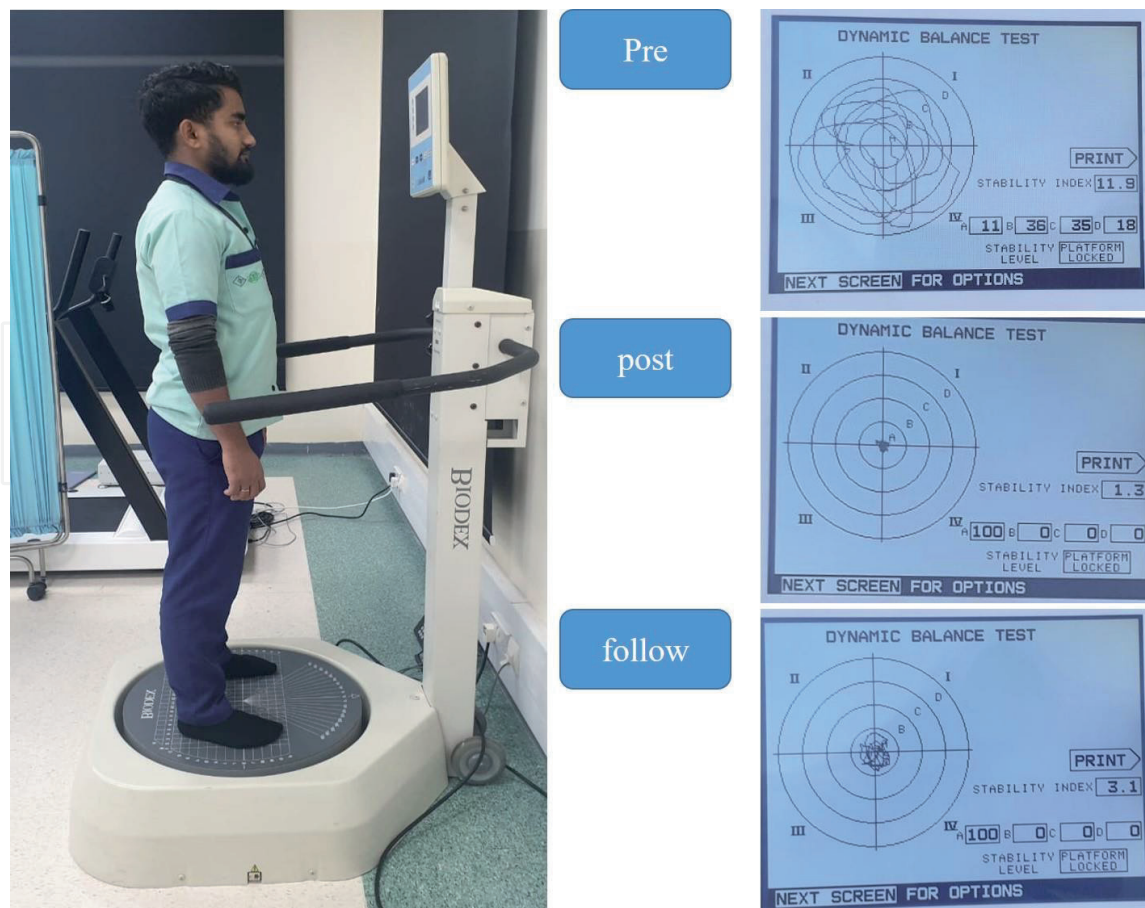 Pre
DYNAMIC BALANCE TEST
II
I
D
C
B
PRINT
STABILITY INDEX 11.9
III
IV
A 11 B 36 C 35 D 18
STABILITY LEVEL PLATFORM LOCKED
NEXT SCREEN FOR OPTIONS
post
DYNAMIC BALANCE TEST
II
I
D
C
B
A
PRINT
STABILITY INDEX 1.3
III
IV
A 100 B 0 C 0 D 0
STABILITY LEVEL PLATFORM LOCKED
NEXT SCREEN FOR OPTIONS
follow
DYNAMIC BALANCE TEST
II
I
D
C
B
PRINT
STABILITY INDEX 3.1
III
IV
A 100 B 0 C 0 D 0
STABILITY LEVEL PLATFORM LOCKED
NEXT SCREEN FOR OPTIONS
BIODEX
BIODEX